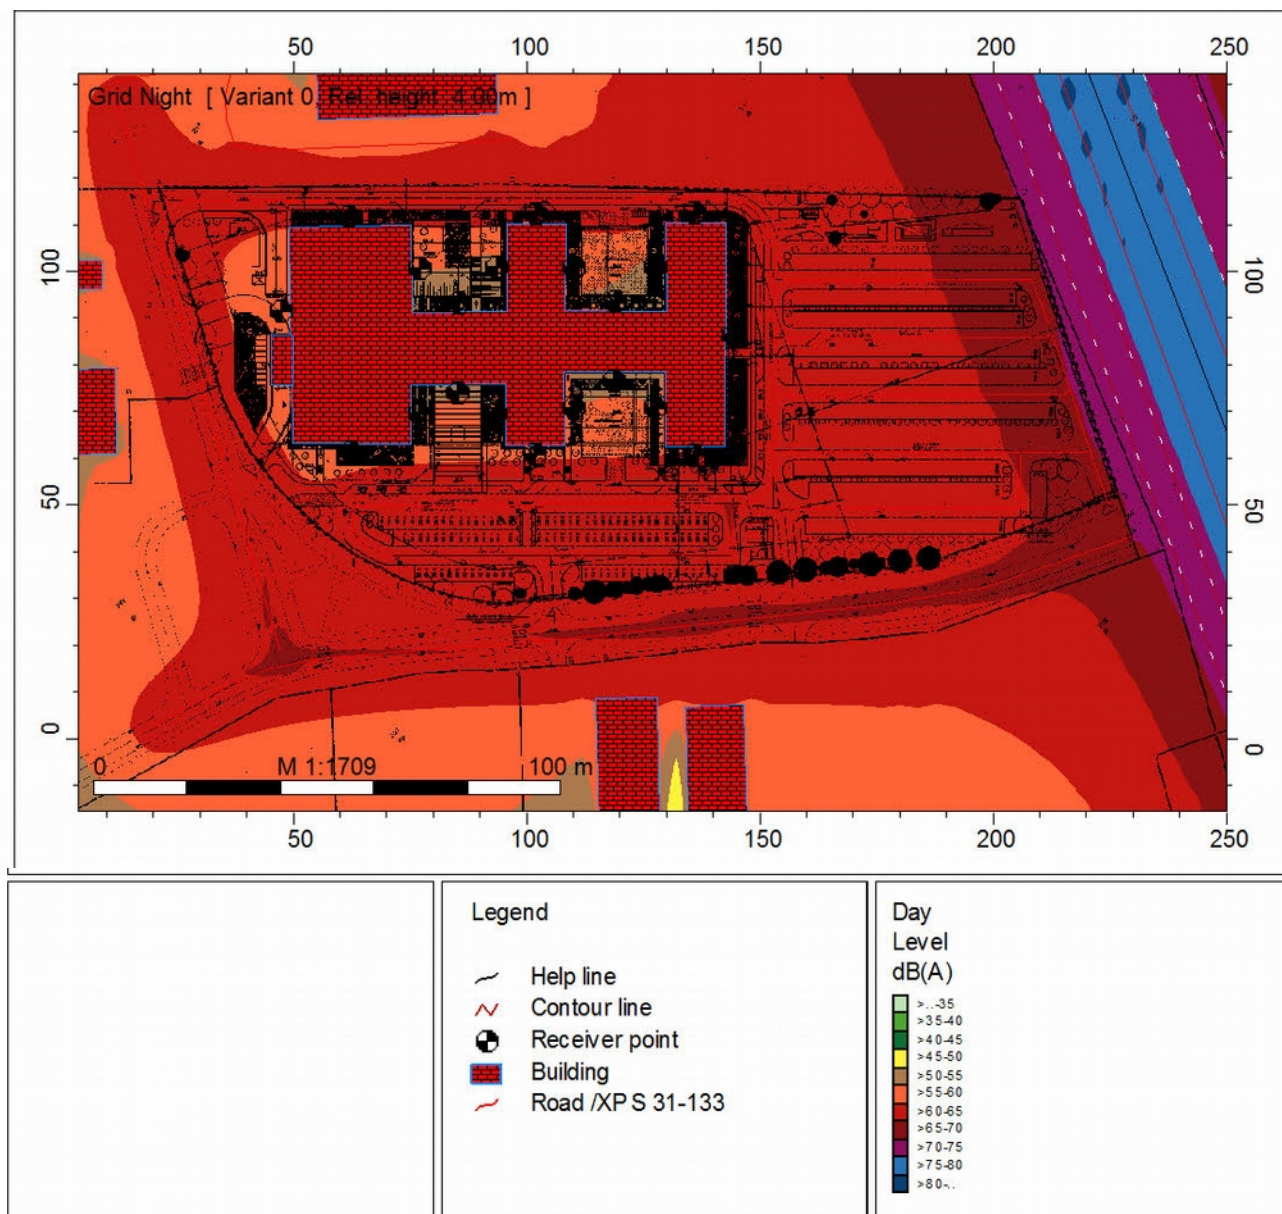 50 100 150 200 250
Grid Night [ Variant 0, Rel. height 4.00m ]
100 100
50 50
0 0
0 M 1:1709 100 m
50 100 150 200 250
Legend
Help line
Contour line
Receiver point
Building
Road /XP S 31-133
Day
Level
dB(A)
>..-35
>35-40
>40-45
>45-50
>50-55
>55-60
>60-65
>65-70
>70-75
>75-80
>80-..